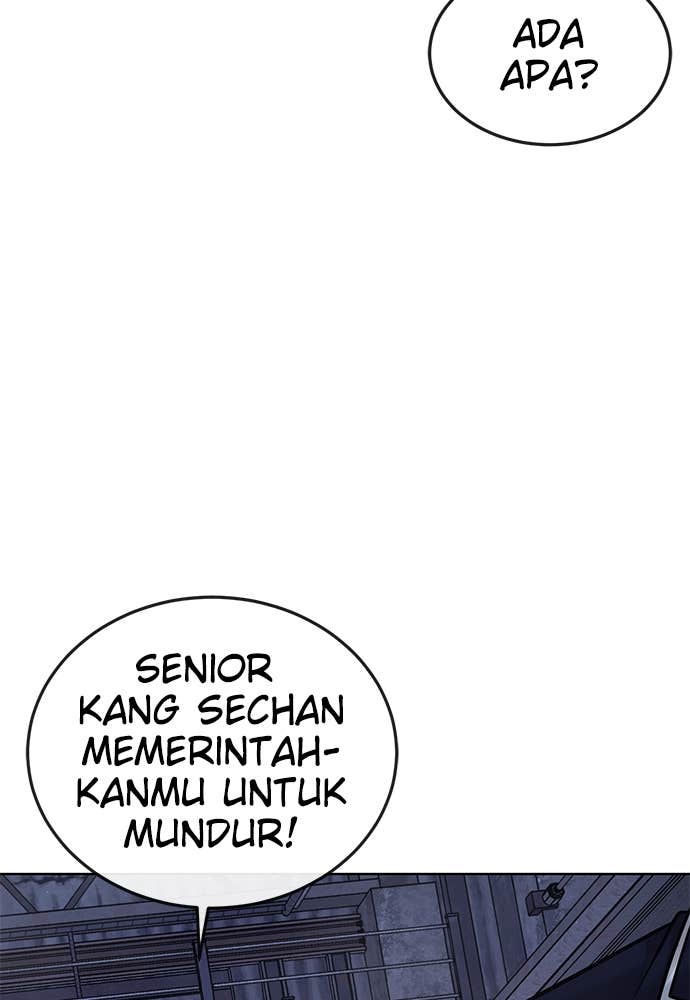 ADA
APA?
SENIOR
KANG SECHAN
MEMERINTAH-
KANMU UNTUK
MUNDUR!